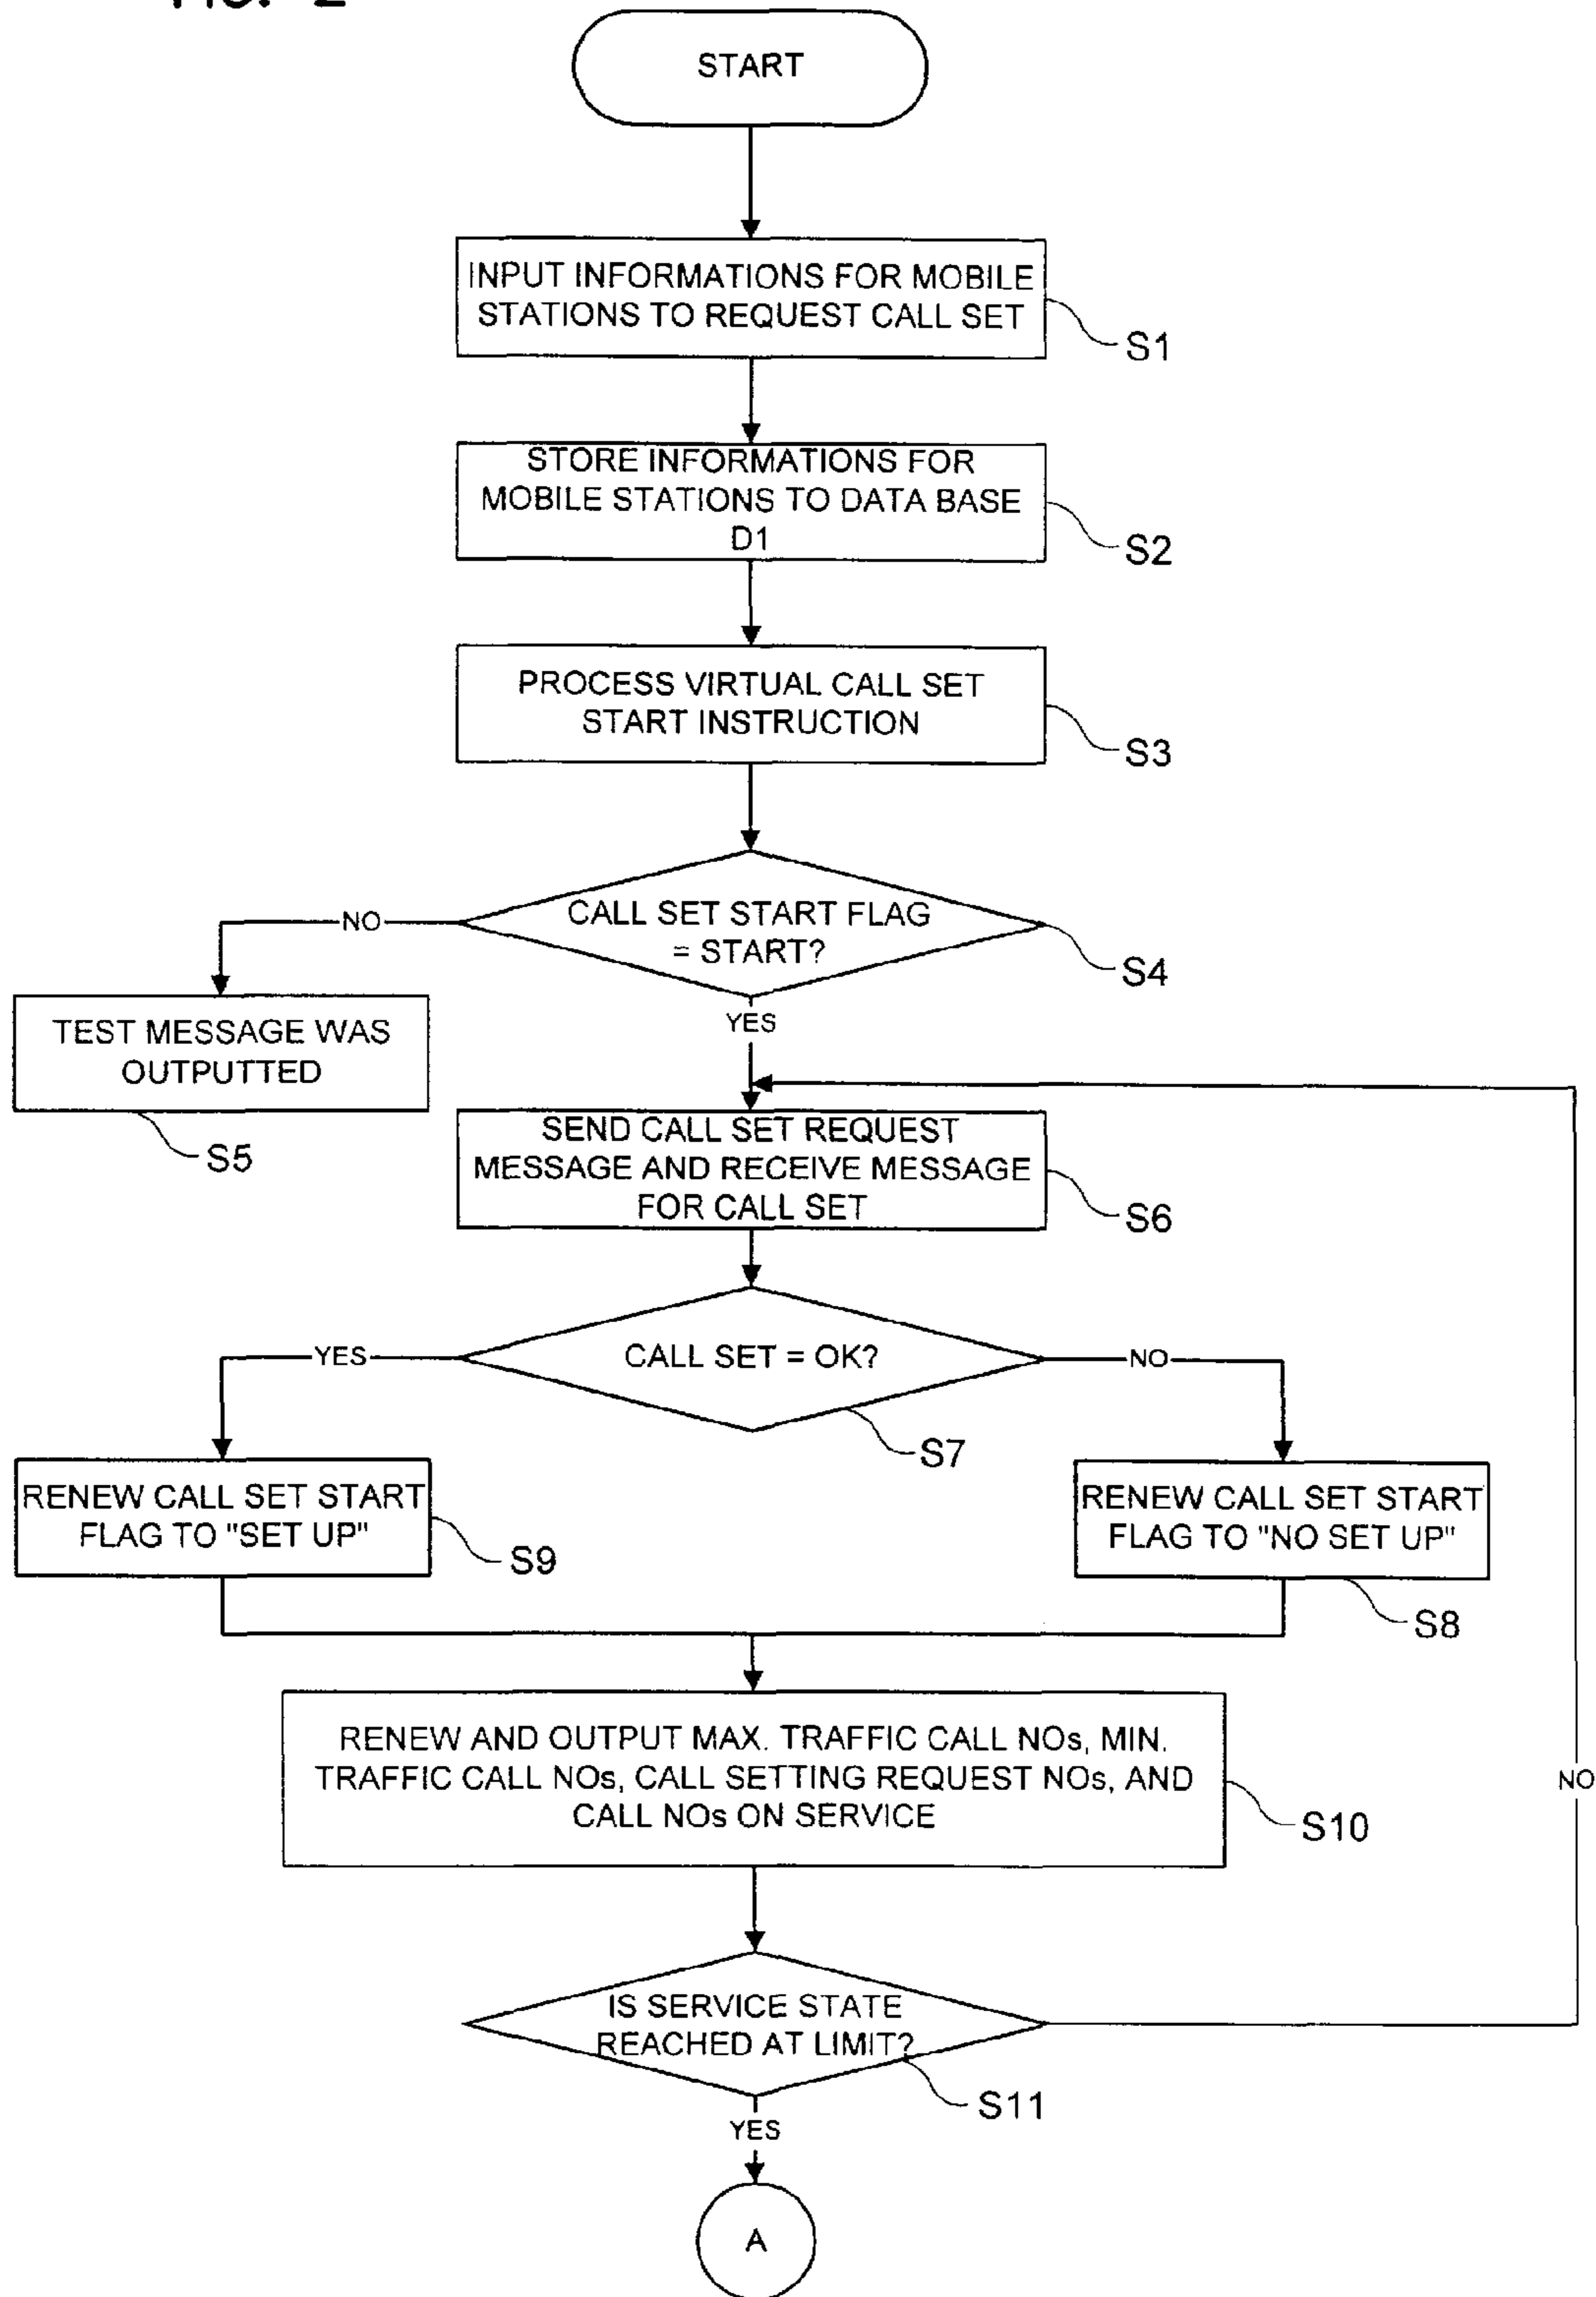 START
INPUT INFORMATIONS FOR MOBILE
STATIONS TO REQUEST CALL SET
S1
STORE INFORMATIONS FOR
MOBILE STATIONS TO DATA BASE
D1
S2
PROCESS VIRTUAL CALL SET
START INSTRUCTION
S3
CALL SET START FLAG
= START?
S4
NO
YES
TEST MESSAGE WAS
OUTPUTTED
S5
SEND CALL SET REQUEST
MESSAGE AND RECEIVE MESSAGE
FOR CALL SET
S6
CALL SET = OK?
S7
YES
NO
RENEW CALL SET START
FLAG TO "SET UP"
S9
RENEW CALL SET START
FLAG TO "NO SET UP"
S8
RENEW AND OUTPUT MAX. TRAFFIC CALL NOs, MIN.
TRAFFIC CALL NOs, CALL SETTING REQUEST NOs, AND
CALL NOs ON SERVICE
S10
NO
IS SERVICE STATE
REACHED AT LIMIT?
S11
YES
A